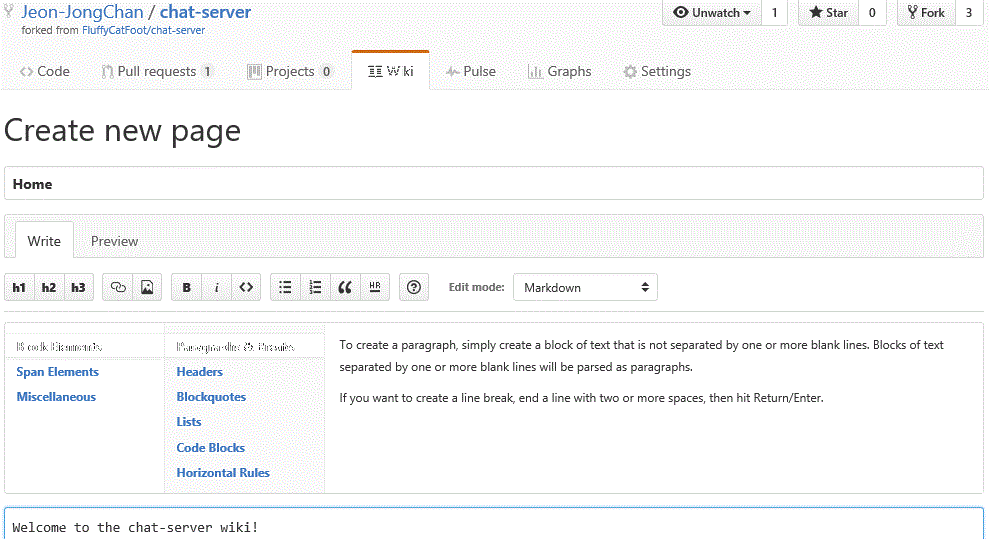 Jeon-JongChan / chat-server
Unwatch 1 Star 0 Fork 3
forked from FluffyCatFoot/chat-server
Code Pull requests 1 Projects 0 Wiki Pulse Graphs Settings
Create new page
Home
Write Preview
h1 h2 h3 B i <> HR Edit mode: Markdown
Block Elements
Span Elements
Miscellaneous
Paragraphs & Breaks
Headers
Blockquotes
Lists
Code Blocks
Horizontal Rules
To create a paragraph, simply create a block of text that is not separated by one or more blank lines. Blocks of text
separated by one or more blank lines will be parsed as paragraphs.
If you want to create a line break, end a line with two or more spaces, then hit Return/Enter.
Welcome to the chat-server wiki!